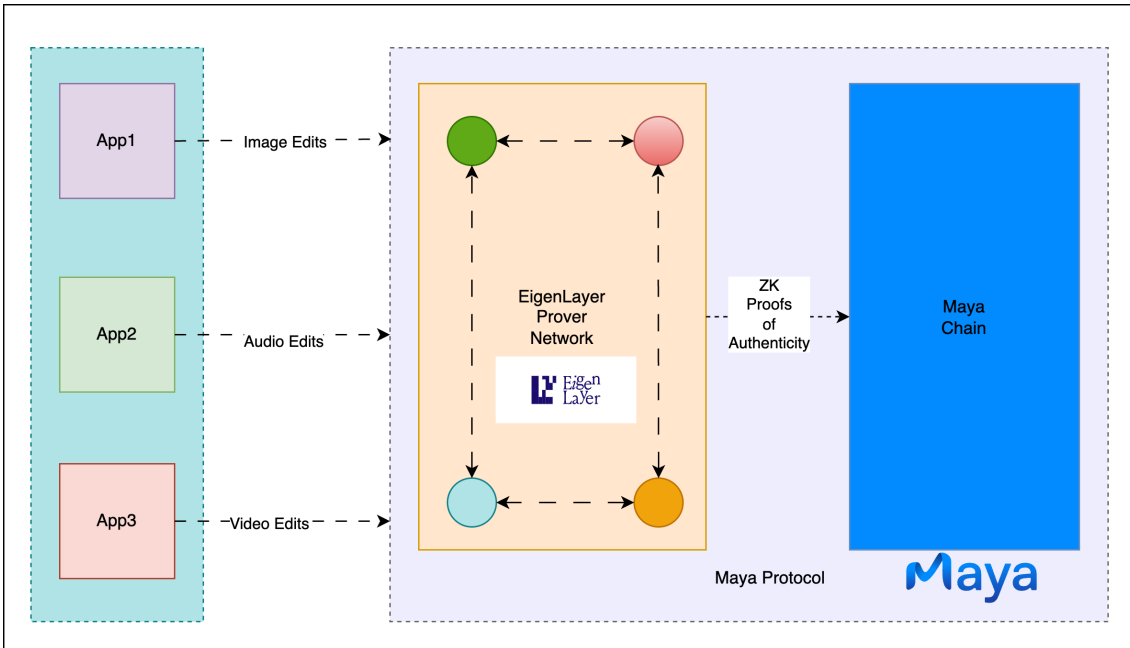 App1
Image Edits
App2
Audio Edits
App3
Video Edits
EigenLayer
Prover
Network
Eigen
Layer
ZK
Proofs
of
Authenticity
Maya
Chain
Maya Protocol
Maya